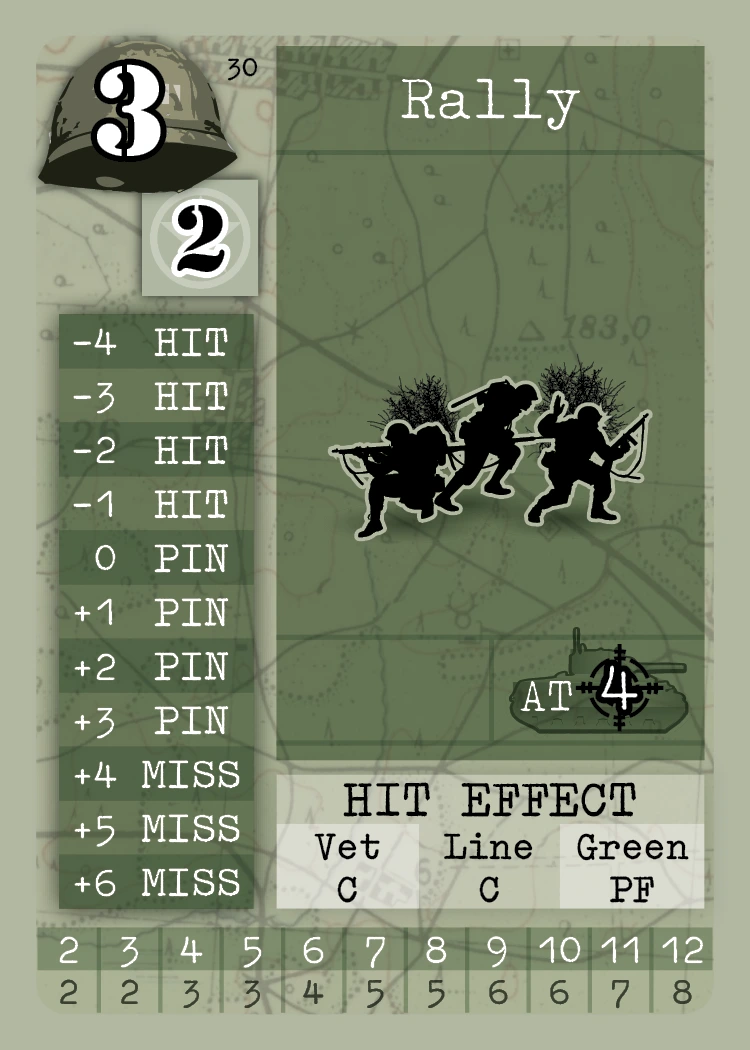 3
30
Rally
2
-4 HIT
-3 HIT
-2 HIT
-1 HIT
0 PIN
+1 PIN
+2 PIN
+3 PIN
+4 MISS
+5 MISS
+6 MISS
183,0
AT 4
HIT EFFECT
Vet Line Green
C C PF
2 3 4 5 6 7 8 9 10 11 12
2 2 3 3 4 5 5 6 6 7 8